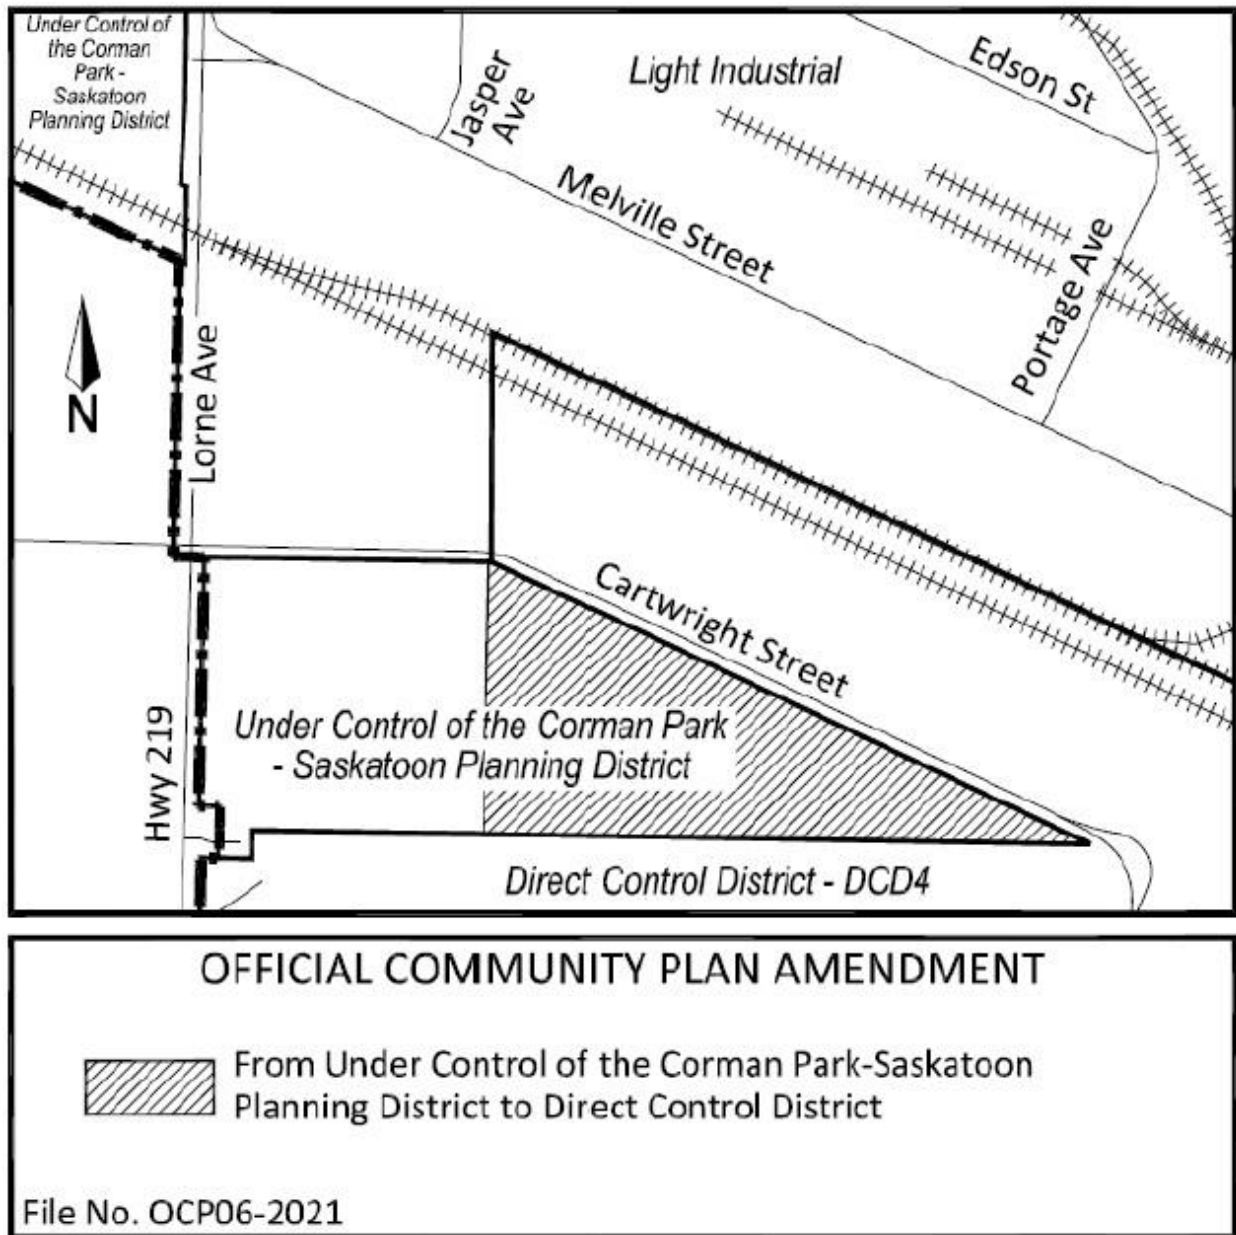 Under Control of
the Corman
Park -
Saskatoon
Planning District
Jasper
Ave
Light Industrial
Edson St
Melville Street
Portage Ave
N
Lorne Ave
Cartwright Street
Hwy 219
Under Control of the Corman Park
- Saskatoon Planning District
Direct Control District - DCD4
OFFICIAL COMMUNITY PLAN AMENDMENT
From Under Control of the Corman Park-Saskatoon
Planning District to Direct Control District
File No. OCP06-2021